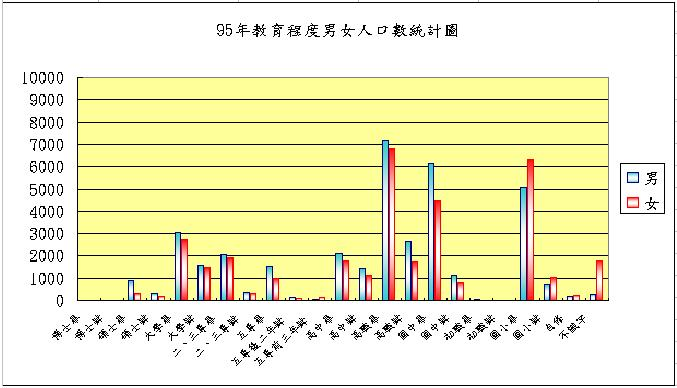 95年教育程度男女人口數統計圖
10000
9000
8000
7000
6000
5000
4000
3000
2000
1000
0
博士畢
博士肄
碩士畢
碩士肄
大學畢
大學肄
二、三專畢
二、三專肄
五專畢
五專後二年肄
五專前三年肄
高中畢
高中肄
高職畢
高職肄
國中畢
國中肄
初職畢
初職肄
國小畢
國小肄
自修
不識字
男
女